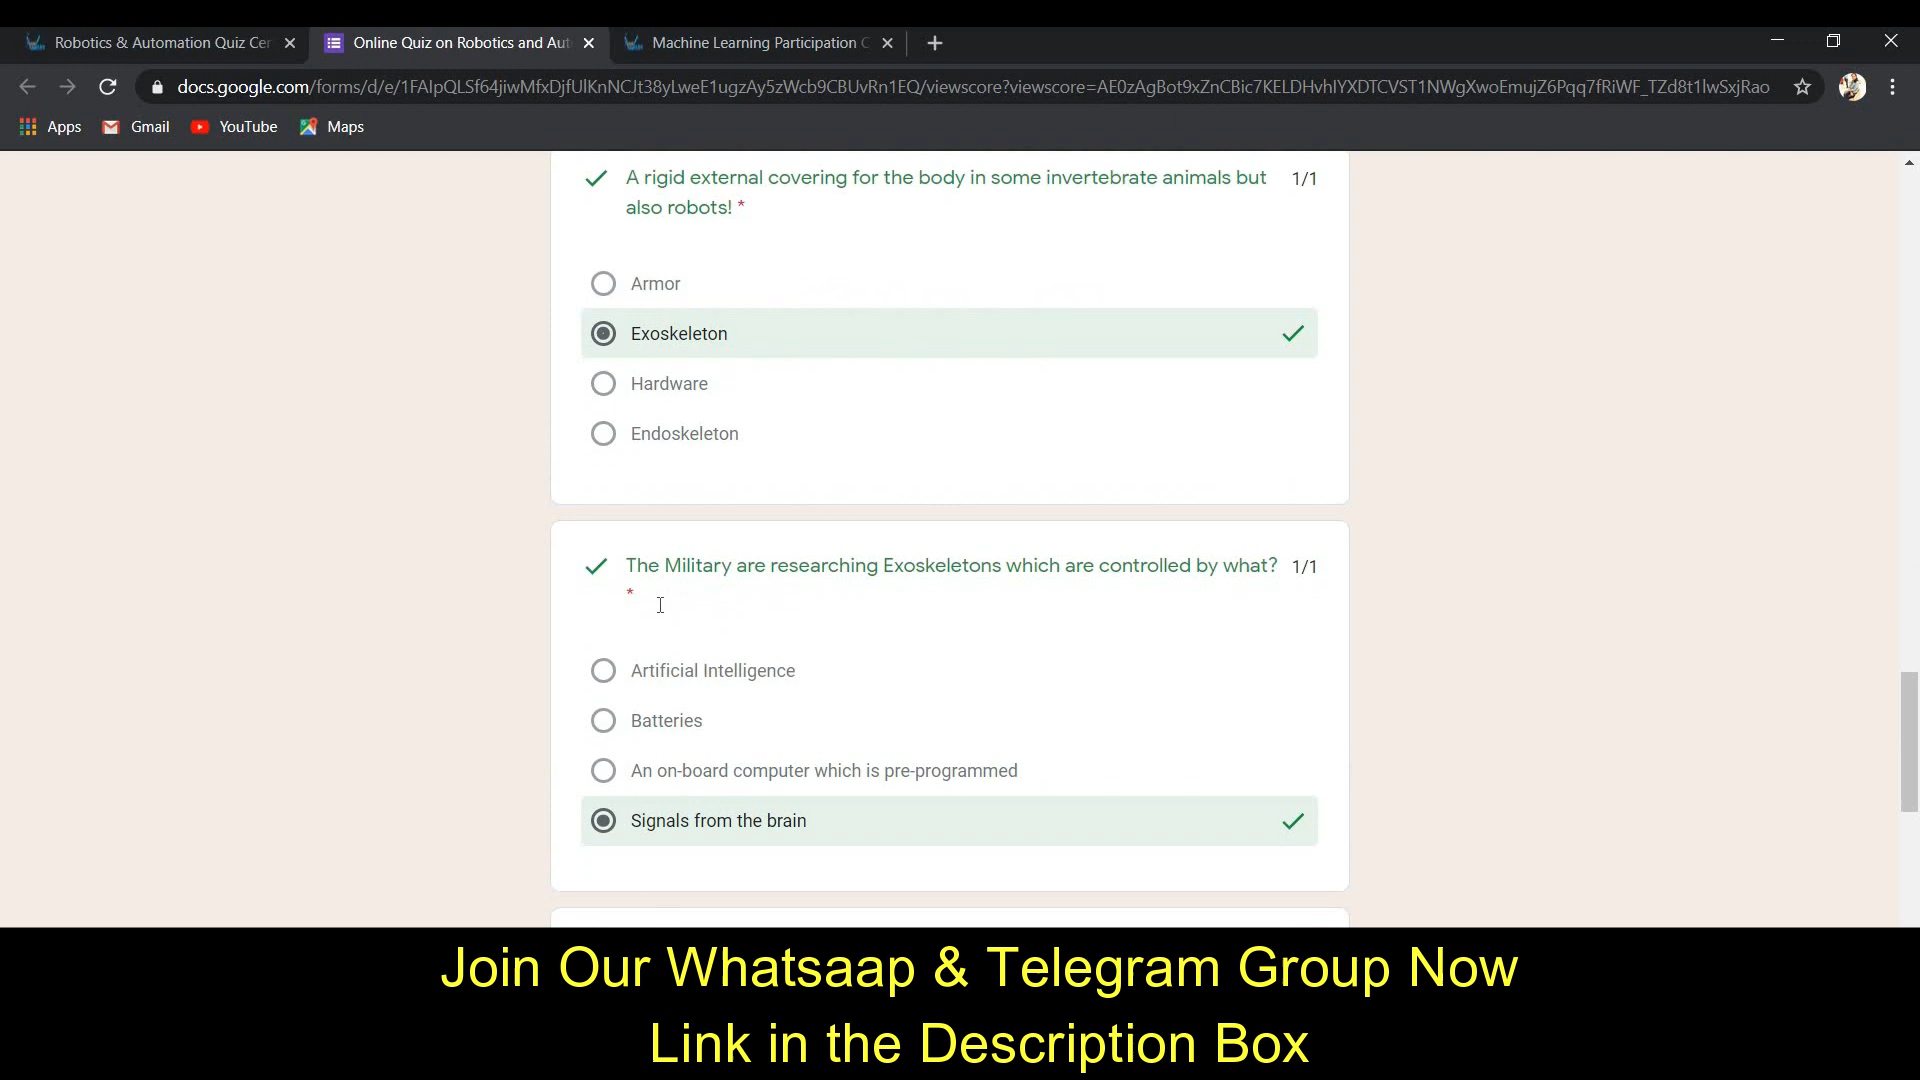 Robotics & Automation Quiz Cer
Online Quiz on Robotics and Aut
Machine Learning Participation C
docs.google.com/forms/d/e/1FAIpQLSf64jiwMfxDjfUlKnNCJt38yLweE1ugzAy5zWcb9CBUvRn1EQ/viewscore?viewscore=AE0zAgBot9xZnCBic7KELDHvhIYXDTCVST1NWgXwoEmujZ6Pqq7fRiWF_TZd8t1lwSxjRao
Apps Gmail YouTube Maps
A rigid external covering for the body in some invertebrate animals but 1/1
also robots! *
Armor
Exoskeleton
Hardware
Endoskeleton
The Military are researching Exoskeletons which are controlled by what? 1/1
*
Artificial Intelligence
Batteries
An on-board computer which is pre-programmed
Signals from the brain
Join Our Whatsaap & Telegram Group Now
Link in the Description Box